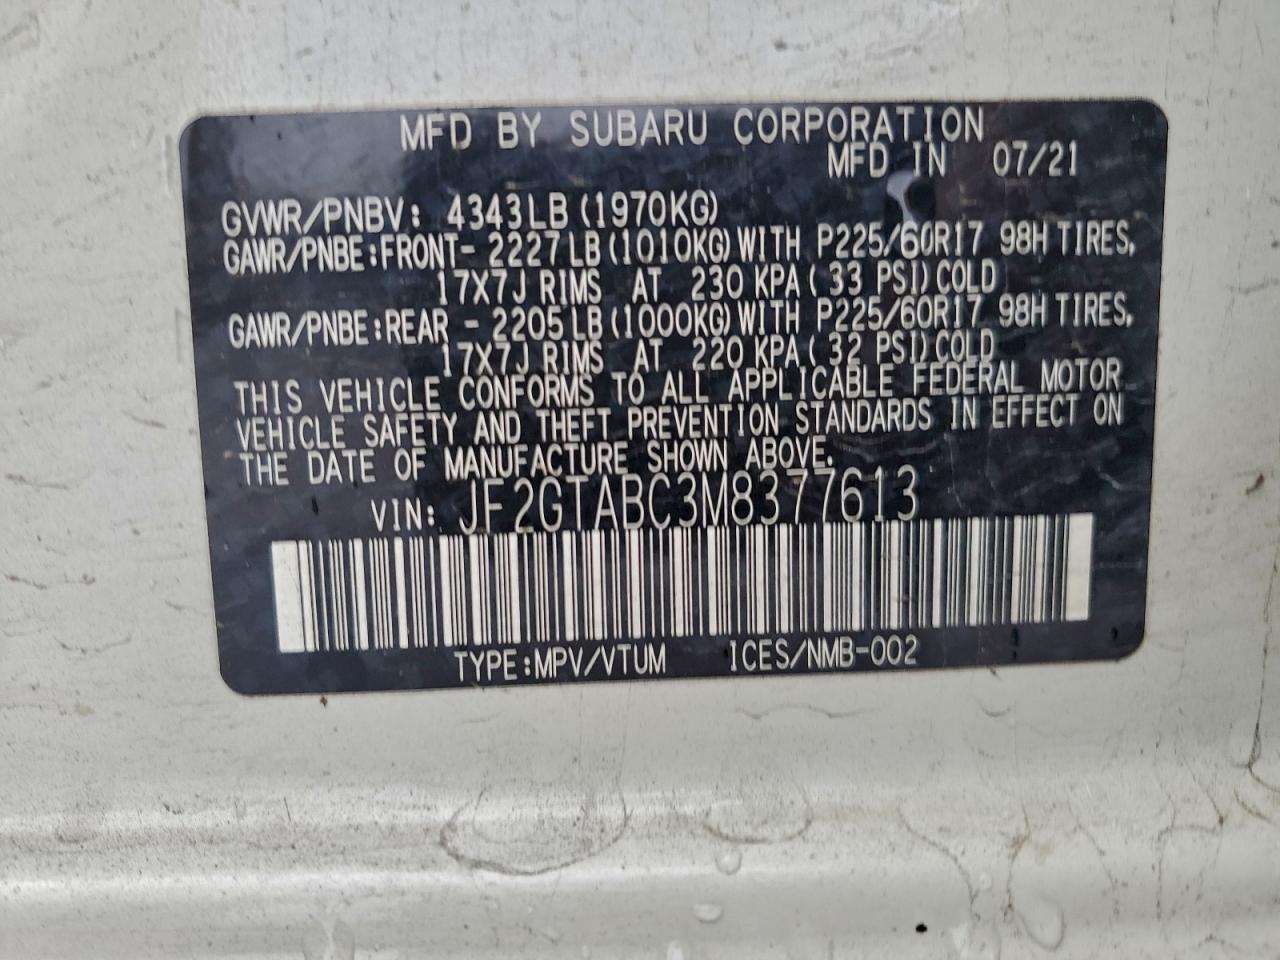 MFD BY SUBARU CORPORATION
MFD IN 07/21
GVWR/PNBV: 4343LB(1970KG)
GAWR/PNBE:FRONT- 2227LB(1010KG)WITH P225/60R17 98H TIRES,
17X7J RIMS AT 230 KPA( 33 PSI)COLD
GAWR/PNBE:REAR - 2205LB(1000KG)WITH P225/60R17 98H TIRES,
17X7J RIMS AT 220 KPA( 32 PSI)COLD
THIS VEHICLE CONFORMS TO ALL APPLICABLE FEDERAL MOTOR
VEHICLE SAFETY AND THEFT PREVENTION STANDARDS IN EFFECT ON
THE DATE OF MANUFACTURE SHOWN ABOVE.
VIN: JF2GTABC3M8377613
TYPE:MPV/VTUM ICES/NMB-002